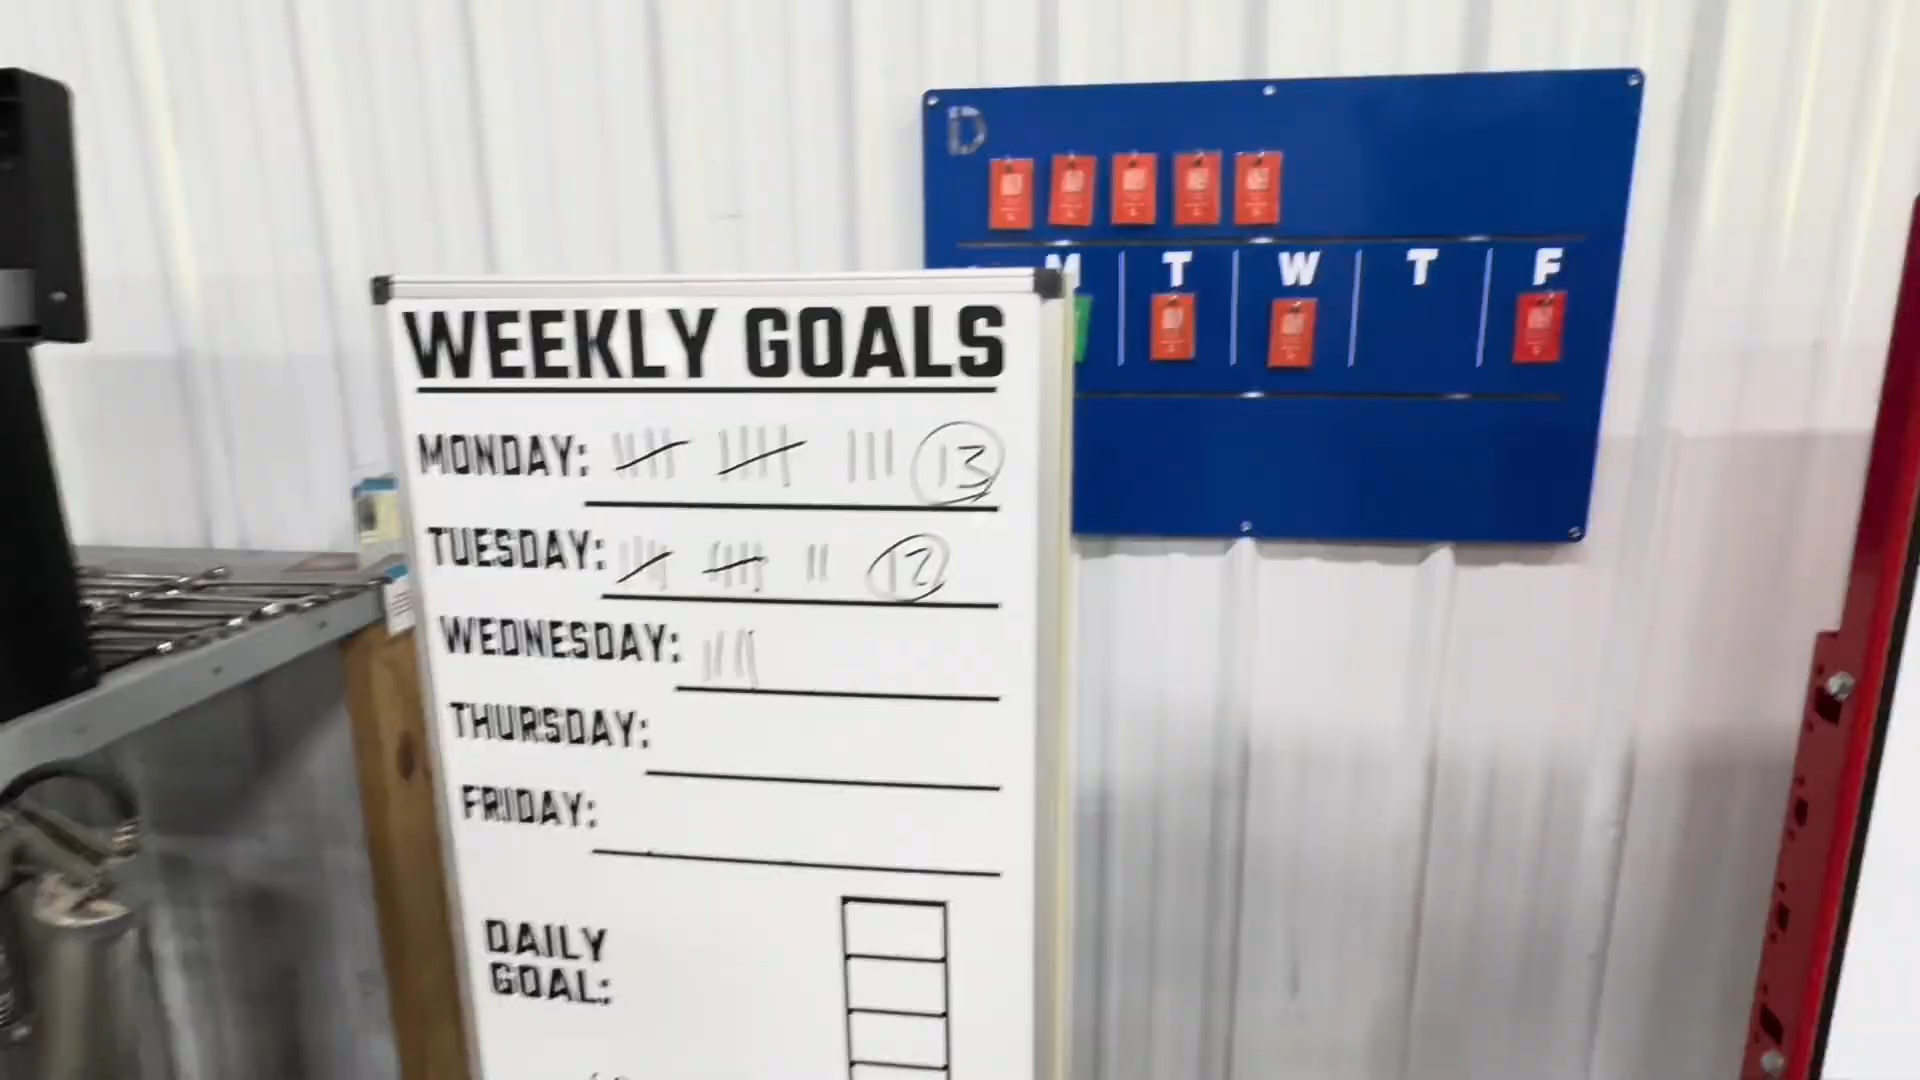 D
M T W T F
WEEKLY GOALS
MONDAY: 13
TUESDAY: 12
WEDNESDAY:
THURSDAY:
FRIDAY:
DAILY
GOAL: